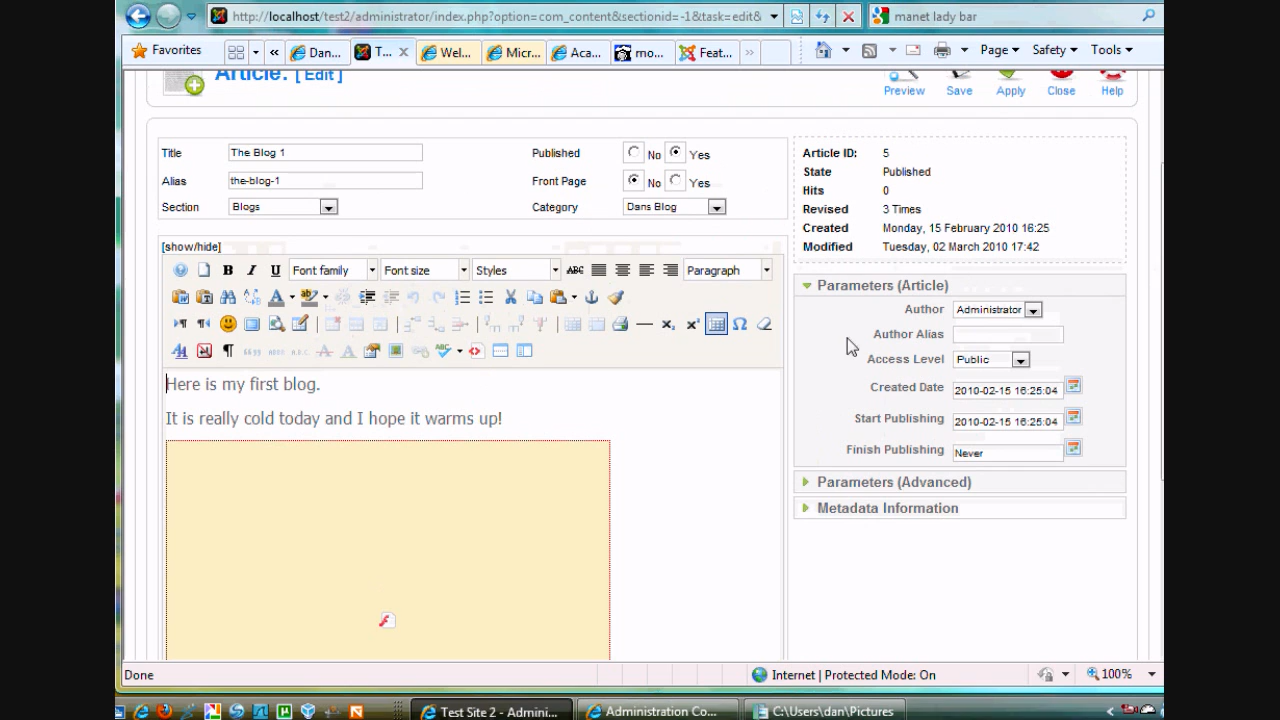 http://localhost/test2/administrator/index.php?option=com_content&sectionid=-1&task=edit& manet lady bar
Favorites Dan... T... Wel... Micr... Aca... mo... Feat... Page Safety Tools
Article: [ Edit ]
Preview Save Apply Close Help
Title The Blog 1 Published No Yes
Alias the-blog-1 Front Page No Yes
Section Blogs Category Dans Blog
Article ID: 5
State Published
Hits 0
Revised 3 Times
Created Monday, 15 February 2010 16:25
Modified Tuesday, 02 March 2010 17:42
[show/hide]
B I U Font family Font size Styles ABC Paragraph
Here is my first blog.
It is really cold today and I hope it warms up!
Parameters (Article)
Author Administrator
Author Alias
Access Level Public
Created Date 2010-02-15 16:25:04
Start Publishing 2010-02-15 16:25:04
Finish Publishing Never
Parameters (Advanced)
Metadata Information
Done Internet | Protected Mode: On 100%
Test Site 2 - Admini... Administration Co... C:\Users\dan\Pictures